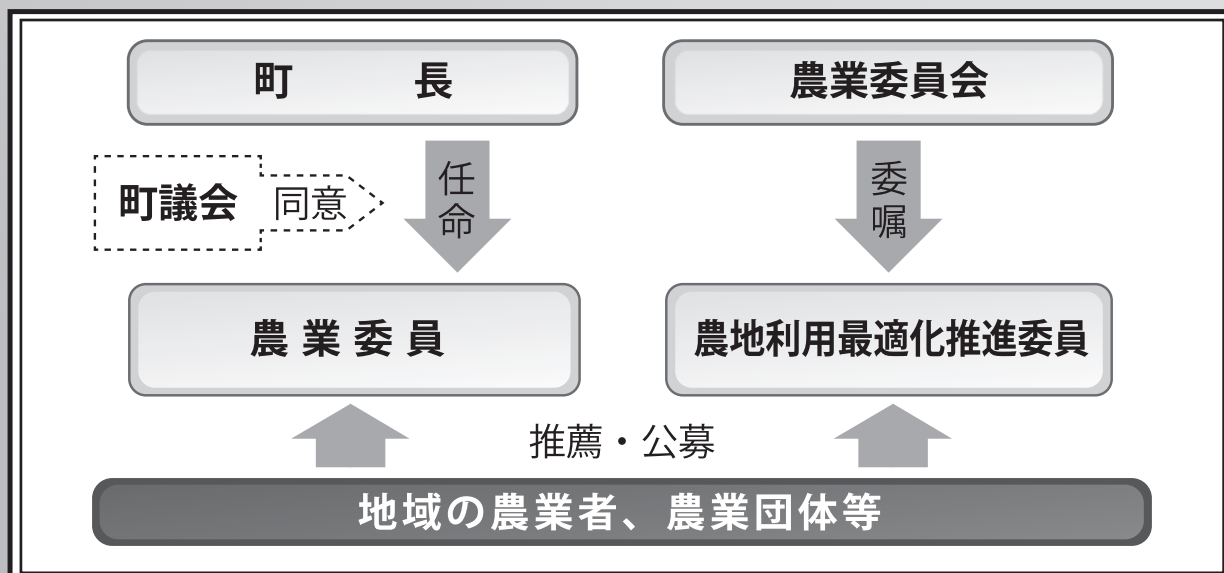 町長
農業委員会
町議会
同意
任命
委嘱
農業委員
農地利用最適化推進委員
推薦・公募
地域の農業者、農業団体等